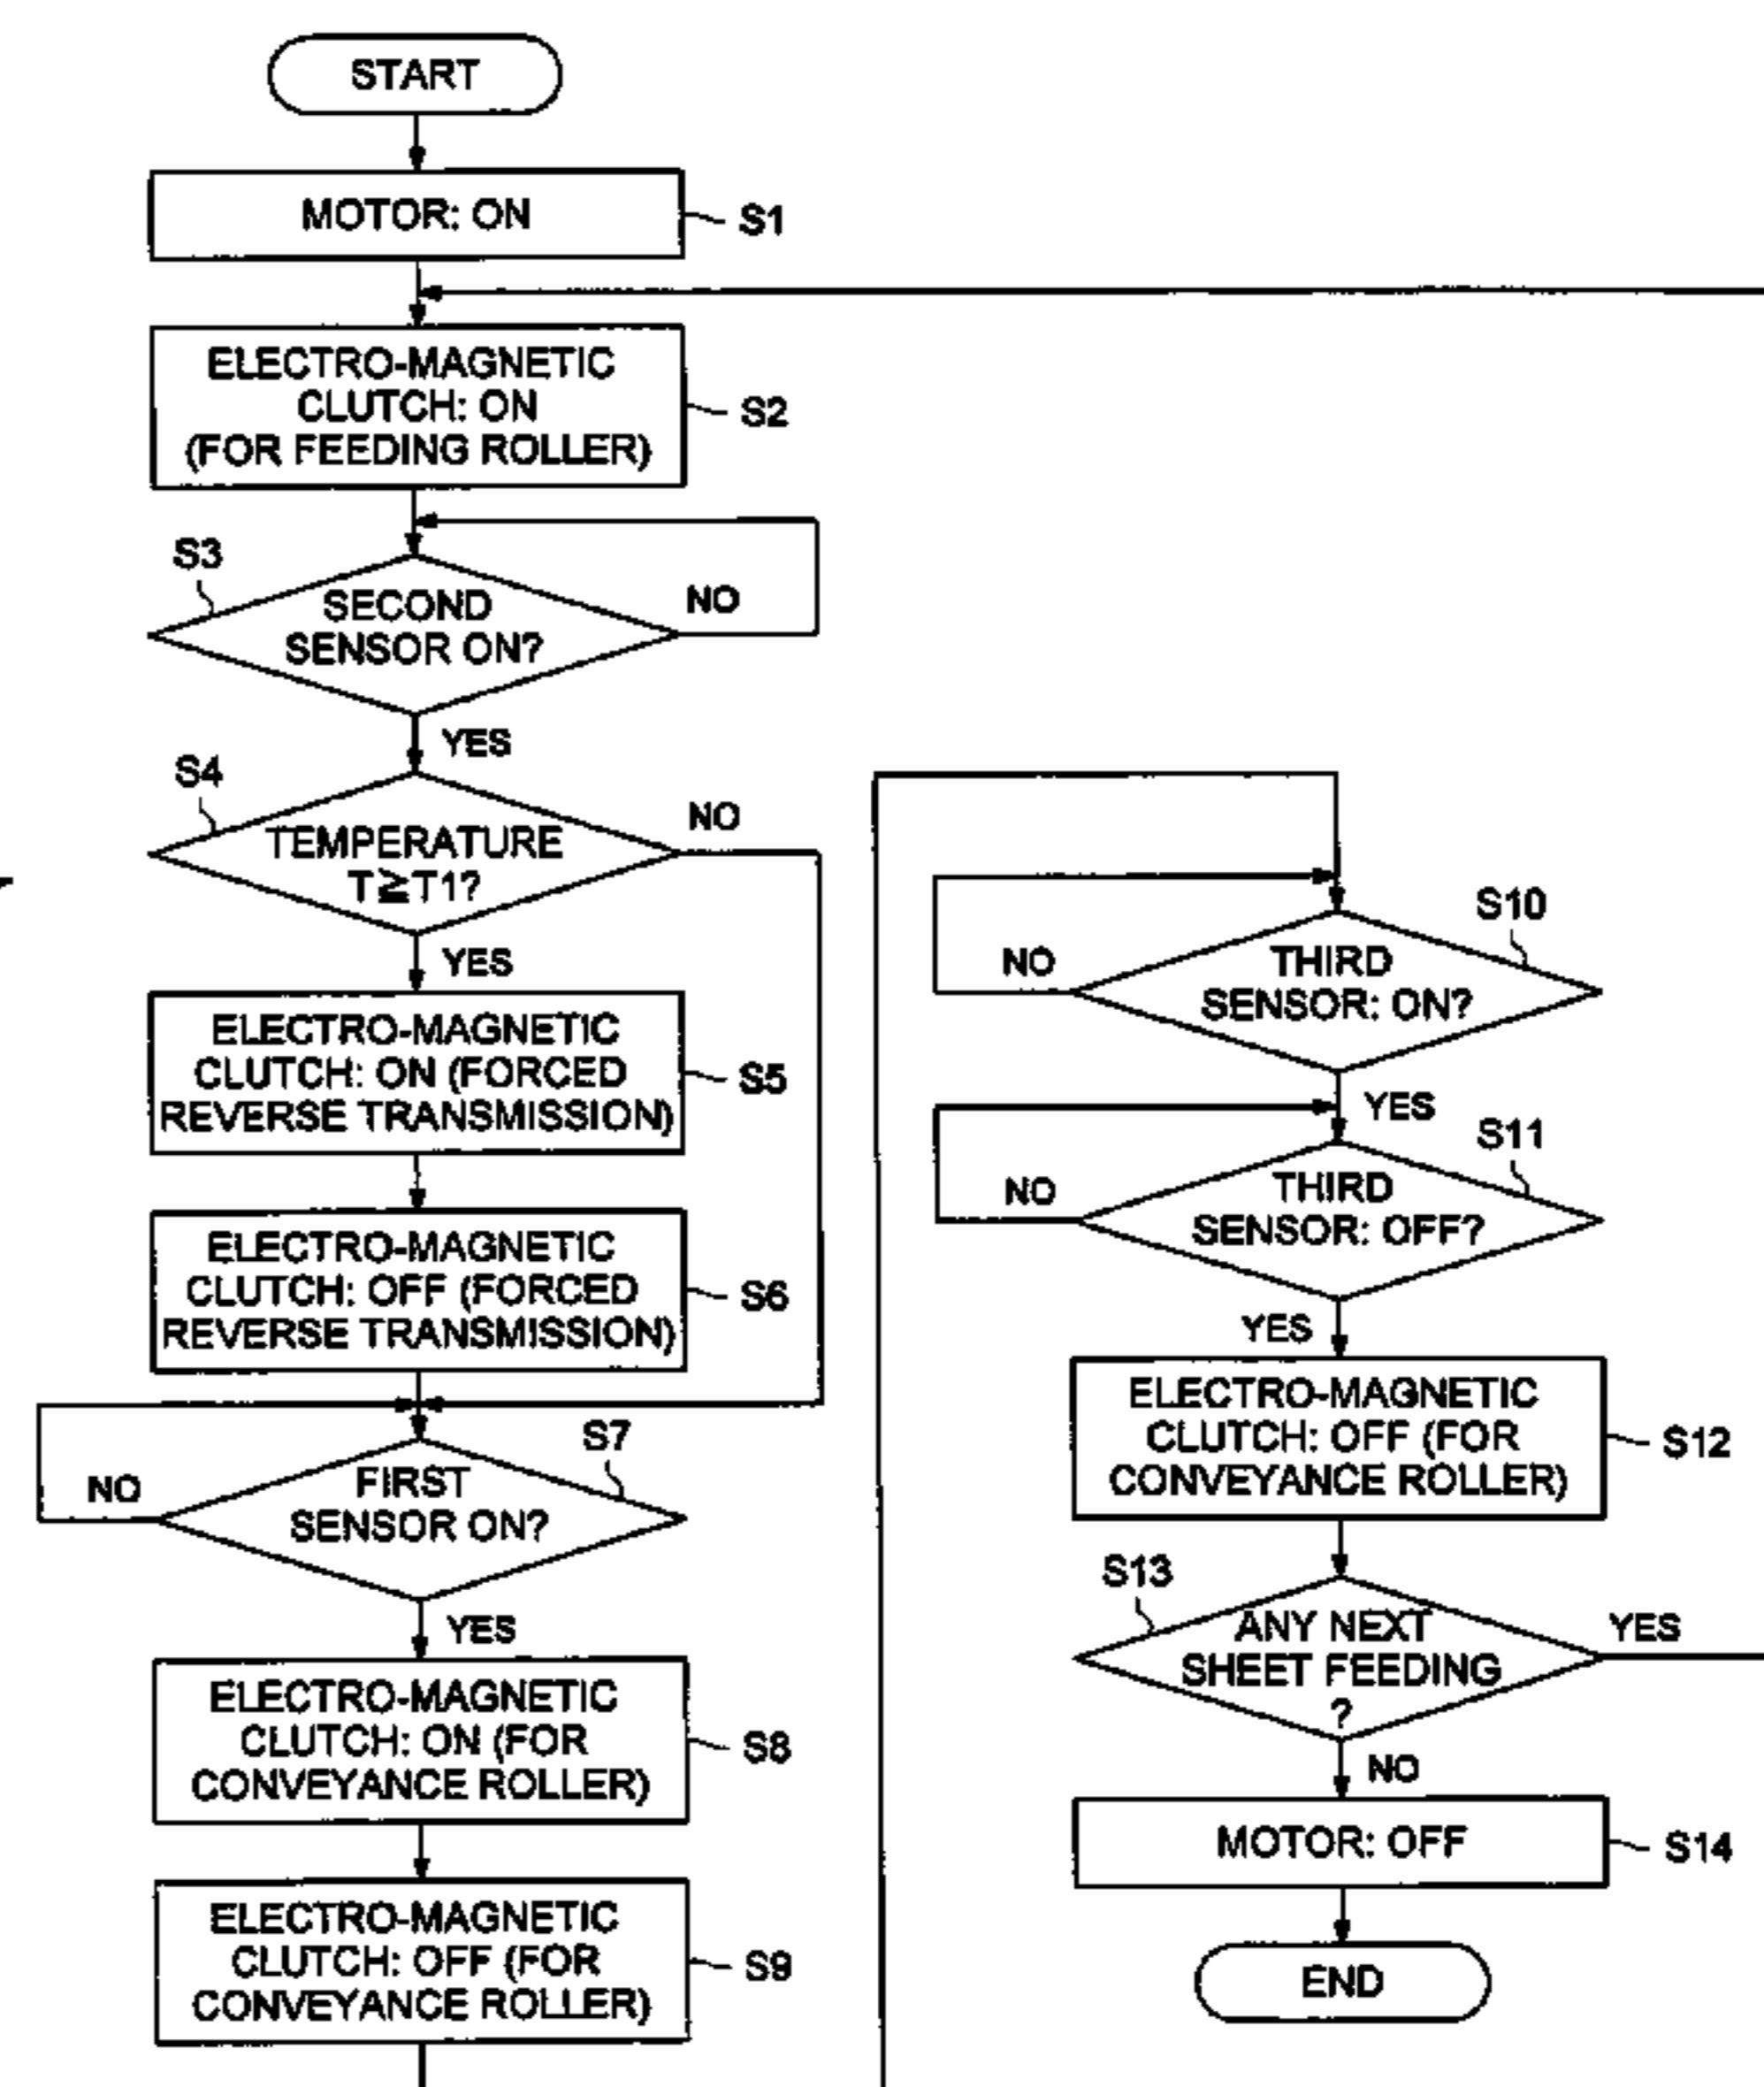 START
MOTOR: ON
S1
ELECTRO-MAGNETIC
CLUTCH: ON
(FOR FEEDING ROLLER)
S2
S3
SECOND
SENSOR ON?
NO
YES
S4
TEMPERATURE
T≧T1?
NO
YES
ELECTRO-MAGNETIC
CLUTCH: ON (FORCED
REVERSE TRANSMISSION)
S5
ELECTRO-MAGNETIC
CLUTCH: OFF (FORCED
REVERSE TRANSMISSION)
S6
S7
FIRST
SENSOR ON?
NO
YES
ELECTRO-MAGNETIC
CLUTCH: ON (FOR
CONVEYANCE ROLLER)
S8
ELECTRO-MAGNETIC
CLUTCH: OFF (FOR
CONVEYANCE ROLLER)
S9
S10
THIRD
SENSOR: ON?
NO
YES
S11
THIRD
SENSOR: OFF?
NO
YES
ELECTRO-MAGNETIC
CLUTCH: OFF (FOR
CONVEYANCE ROLLER)
S12
S13
ANY NEXT
SHEET FEEDING
?
YES
NO
MOTOR: OFF
S14
END